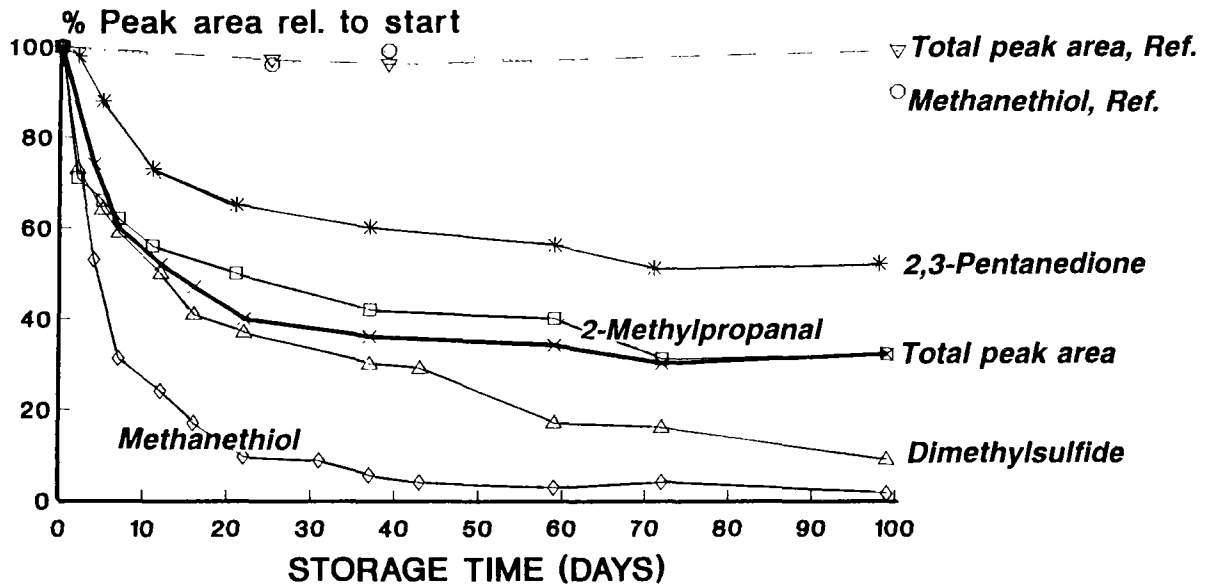 % Peak area rel. to start
100
80
60
40
20
0
Total peak area, Ref.
Methanethiol, Ref.
2,3-Pentanedione
2-Methylpropanal
Total peak area
Methanethiol
Dimethylsulfide
0 10 20 30 40 50 60 70 80 90 100
STORAGE TIME (DAYS)